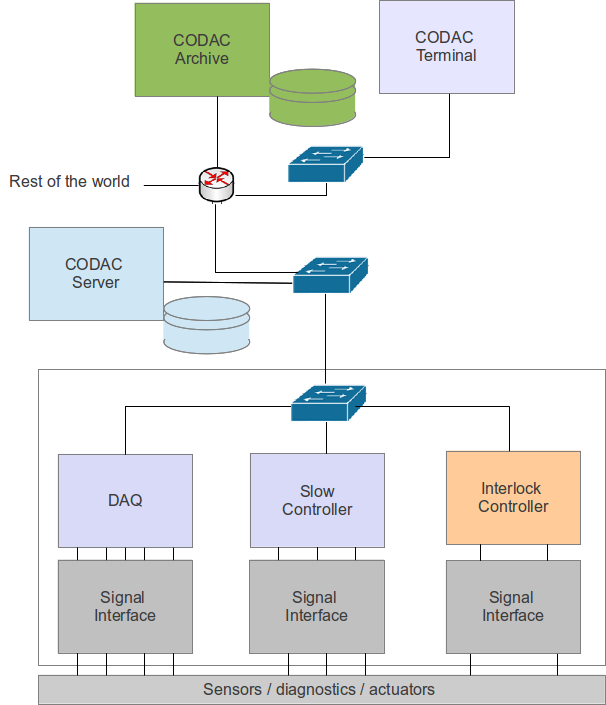 CODAC
Archive
CODAC
Terminal
Rest of the world
CODAC
Server
DAQ
Slow
Controller
Interlock
Controller
Signal
Interface
Signal
Interface
Signal
Interface
Sensors / diagnostics / actuators